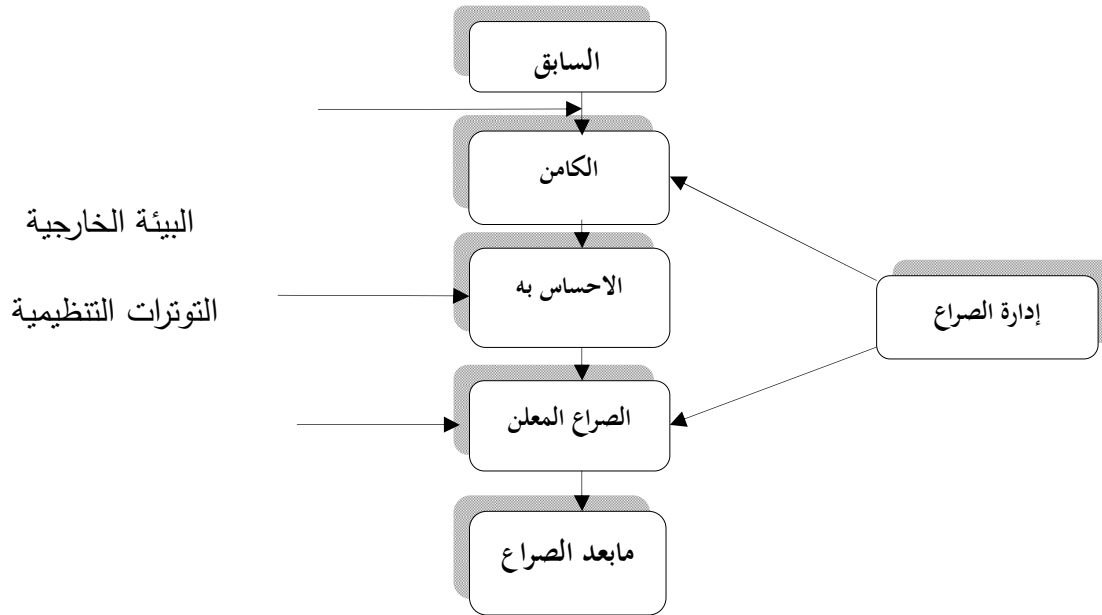 السابق
الكامن
البيئة الخارجية
الاحساس به
التوترات التنظيمية
إدارة الصراع
الصراع المعلن
مابعد الصراع